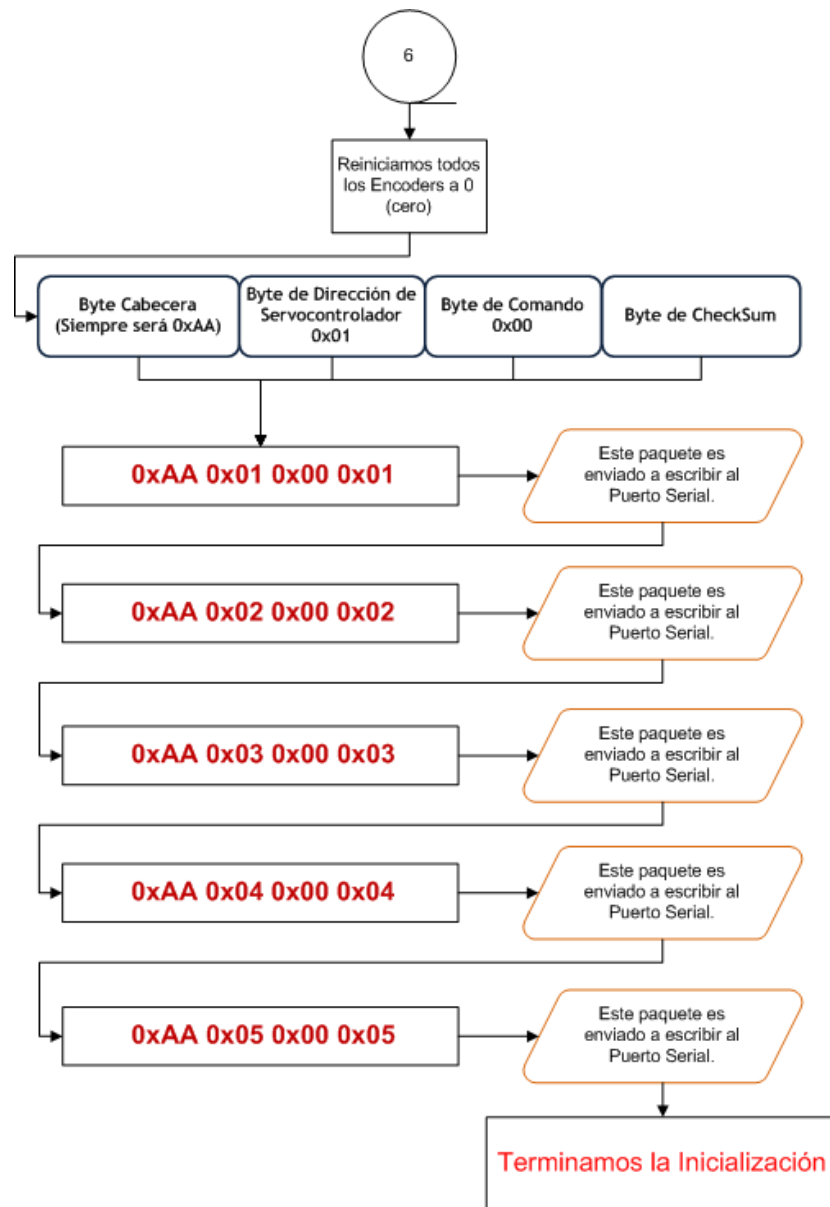 6
Reiniciamos todos
los Encoders a 0
(cero)
Byte Cabecera
(Siempre será 0xAA)
Byte de Dirección de
Servocontrolador
0x01
Byte de Comando
0x00
Byte de CheckSum
0xAA 0x01 0x00 0x01
Este paquete es
enviado a escribir al
Puerto Serial.
0xAA 0x02 0x00 0x02
Este paquete es
enviado a escribir al
Puerto Serial.
0xAA 0x03 0x00 0x03
Este paquete es
enviado a escribir al
Puerto Serial.
0xAA 0x04 0x00 0x04
Este paquete es
enviado a escribir al
Puerto Serial.
0xAA 0x05 0x00 0x05
Este paquete es
enviado a escribir al
Puerto Serial.
Terminamos la Inicialización